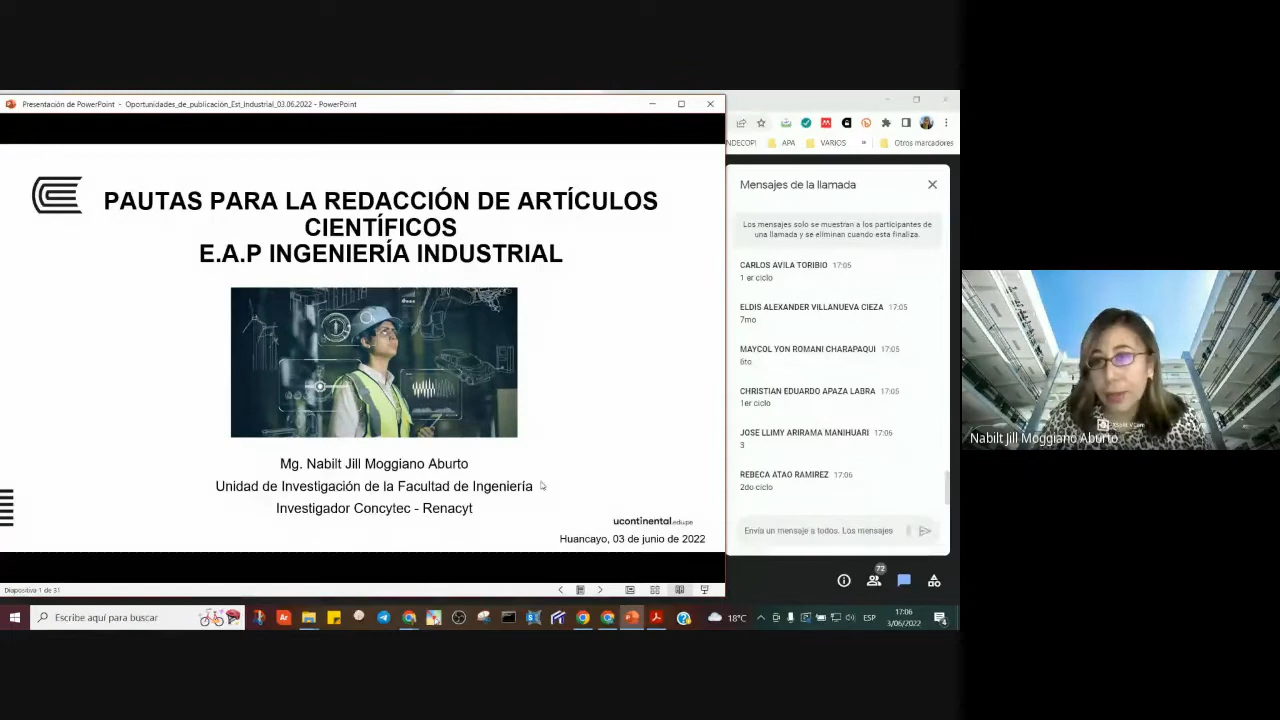 Presentación de PowerPoint - Oportunidades_de_publicación_Est_Industrial_03.06.2022 - PowerPoint
PAUTAS PARA LA REDACCIÓN DE ARTÍCULOS
CIENTÍFICOS
E.A.P INGENIERÍA INDUSTRIAL
Mg. Nabilt Jill Moggiano Aburto
Unidad de Investigación de la Facultad de Ingeniería
Investigador Concytec - Renacyt
ucontinental.edu.pe
Huancayo, 03 de junio de 2022
Diapositiva 1 de 31
NDECOPI
APA
VARIOS
»
Otros marcadores
Mensajes de la llamada
Los mensajes solo se muestran a los participantes de
una llamada y se eliminan cuando esta finaliza.
CARLOS AVILA TORIBIO 17:05
1 er ciclo
ELDIS ALEXANDER VILLANUEVA CIEZA 17:05
7mo
MAYCOL YON ROMANI CHARAPAQUI 17:05
6to
CHRISTIAN EDUARDO APAZA LABRA 17:05
1er ciclo
JOSE LLIMY ARIRAMA MANIHUARI 17:06
3
REBECA ATAO RAMIREZ 17:06
2do ciclo
Envía un mensaje a todos. Los mensajes
72
XSplit VCam
Nabilt Jill Moggiano Aburto
Escribe aquí para buscar
Ar
18°C
ESP
17:06
3/06/2022